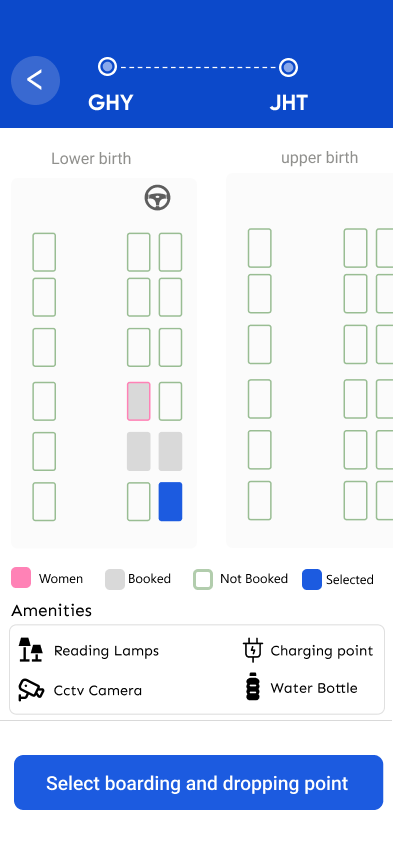 <
GHY
JHT
Lower birth
upper birth
Women
Booked
Not Booked
Selected
Amenities
Reading Lamps
Charging point
Cctv Camera
Water Bottle
Select boarding and dropping point